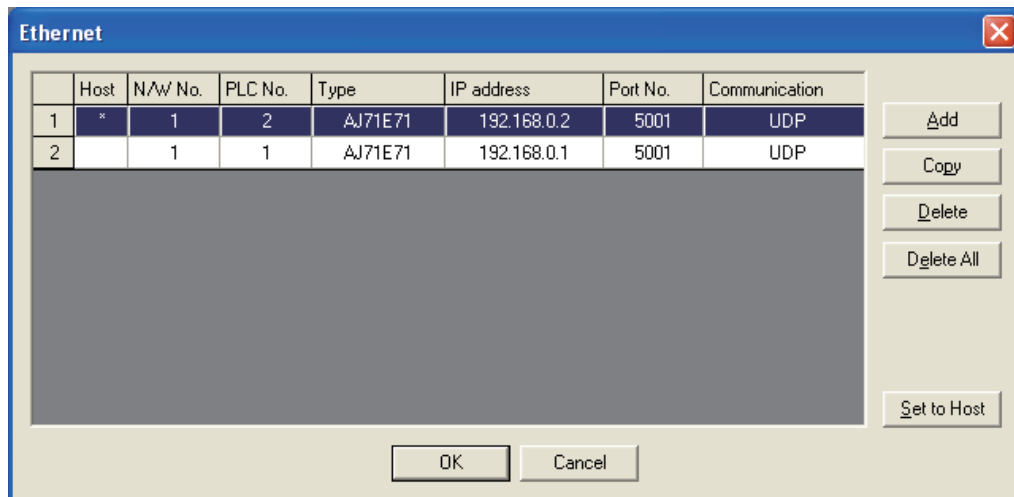 Ethernet
Host N/W No. PLC No. Type IP address Port No. Communication
1 * 1 2 AJ71E71 192.168.0.2 5001 UDP
2 1 1 AJ71E71 192.168.0.1 5001 UDP
Add
Copy
Delete
Delete All
Set to Host
OK Cancel